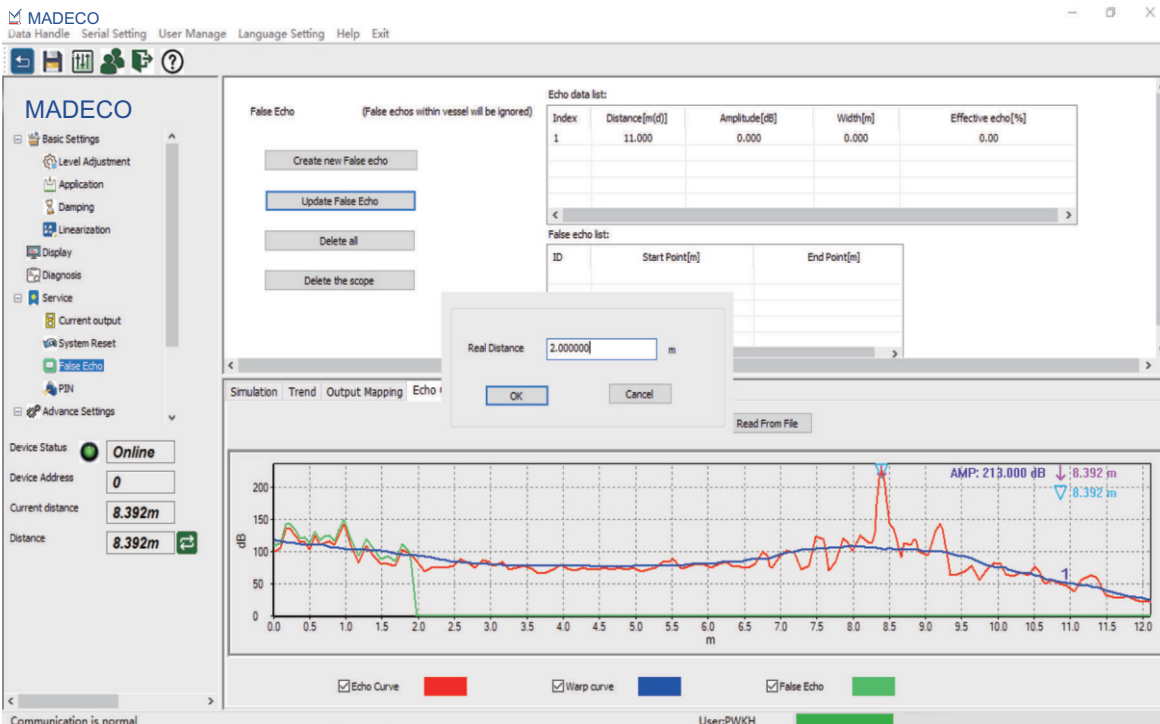 MADECO
Data Handle Serial Setting User Manage Language Setting Help Exit
MADECO
Basic Settings
Level Adjustment
Application
Damping
Linearization
Display
Diagnosis
Service
Current output
System Reset
False Echo
PIN
Advance Settings
Device Status Online
Device Address 0
Current distance 8.392m
Distance 8.392m
False Echo (False echos within vessel will be ignored)
Create new False echo
Update False Echo
Delete all
Delete the scope
Echo data list:
Index Distance[m(d)] Amplitude[dB] Width[m] Effective echo[%]
1 11.000 0.000 0.000 0.00
False echo list:
ID Start Point[m] End Point[m]
Real Distance 2.000000 m
OK Cancel
Simulation Trend Output Mapping Echo
Read From File
AMP: 213.000 dB 8.392 m
8.392 m
dB
200
150
100
50
0
1
0.0 0.5 1.0 1.5 2.0 2.5 3.0 3.5 4.0 4.5 5.0 5.5 6.0 6.5 7.0 7.5 8.0 8.5 9.0 9.5 10.0 10.5 11.0 11.5 12.0
m
Echo Curve Warp curve False Echo
Communication is normal User:PWKH